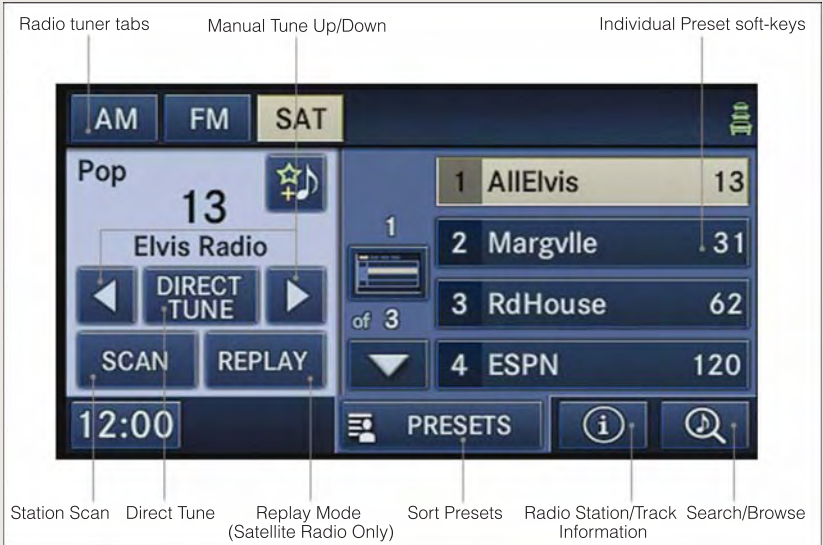 Radio tuner tabs
Manual Tune Up/Down
Individual Preset soft-keys
AM
FM
SAT
Pop
13
Elvis Radio
DIRECT
TUNE
SCAN
REPLAY
12:00
1
of 3
1 AllElvis 13
2 Margvlle 31
3 RdHouse 62
4 ESPN 120
PRESETS
i
Station Scan
Direct Tune
Replay Mode
(Satellite Radio Only)
Sort Presets
Radio Station/Track
Information
Search/Browse